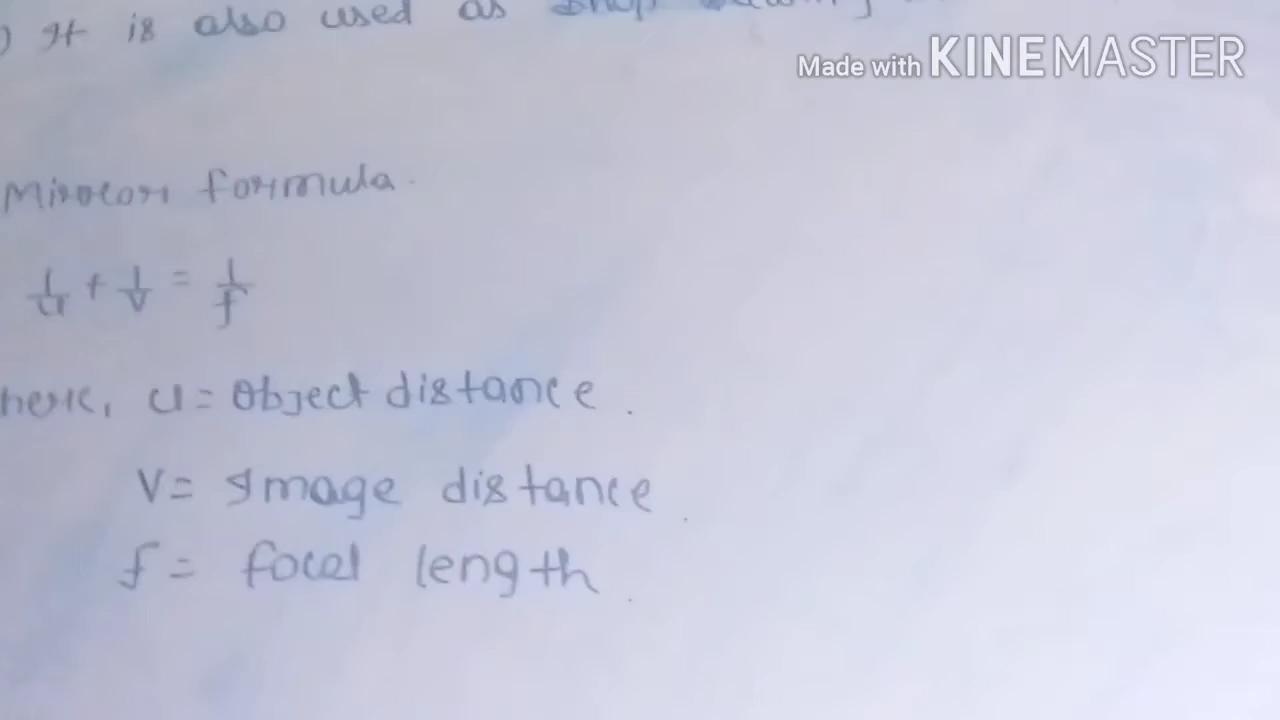 ) It is also used as shop
Made with KINEMASTER
Mirror formula.
1/u + 1/v = 1/f
here, u = Object distance.
v = Image distance.
f = focal length.